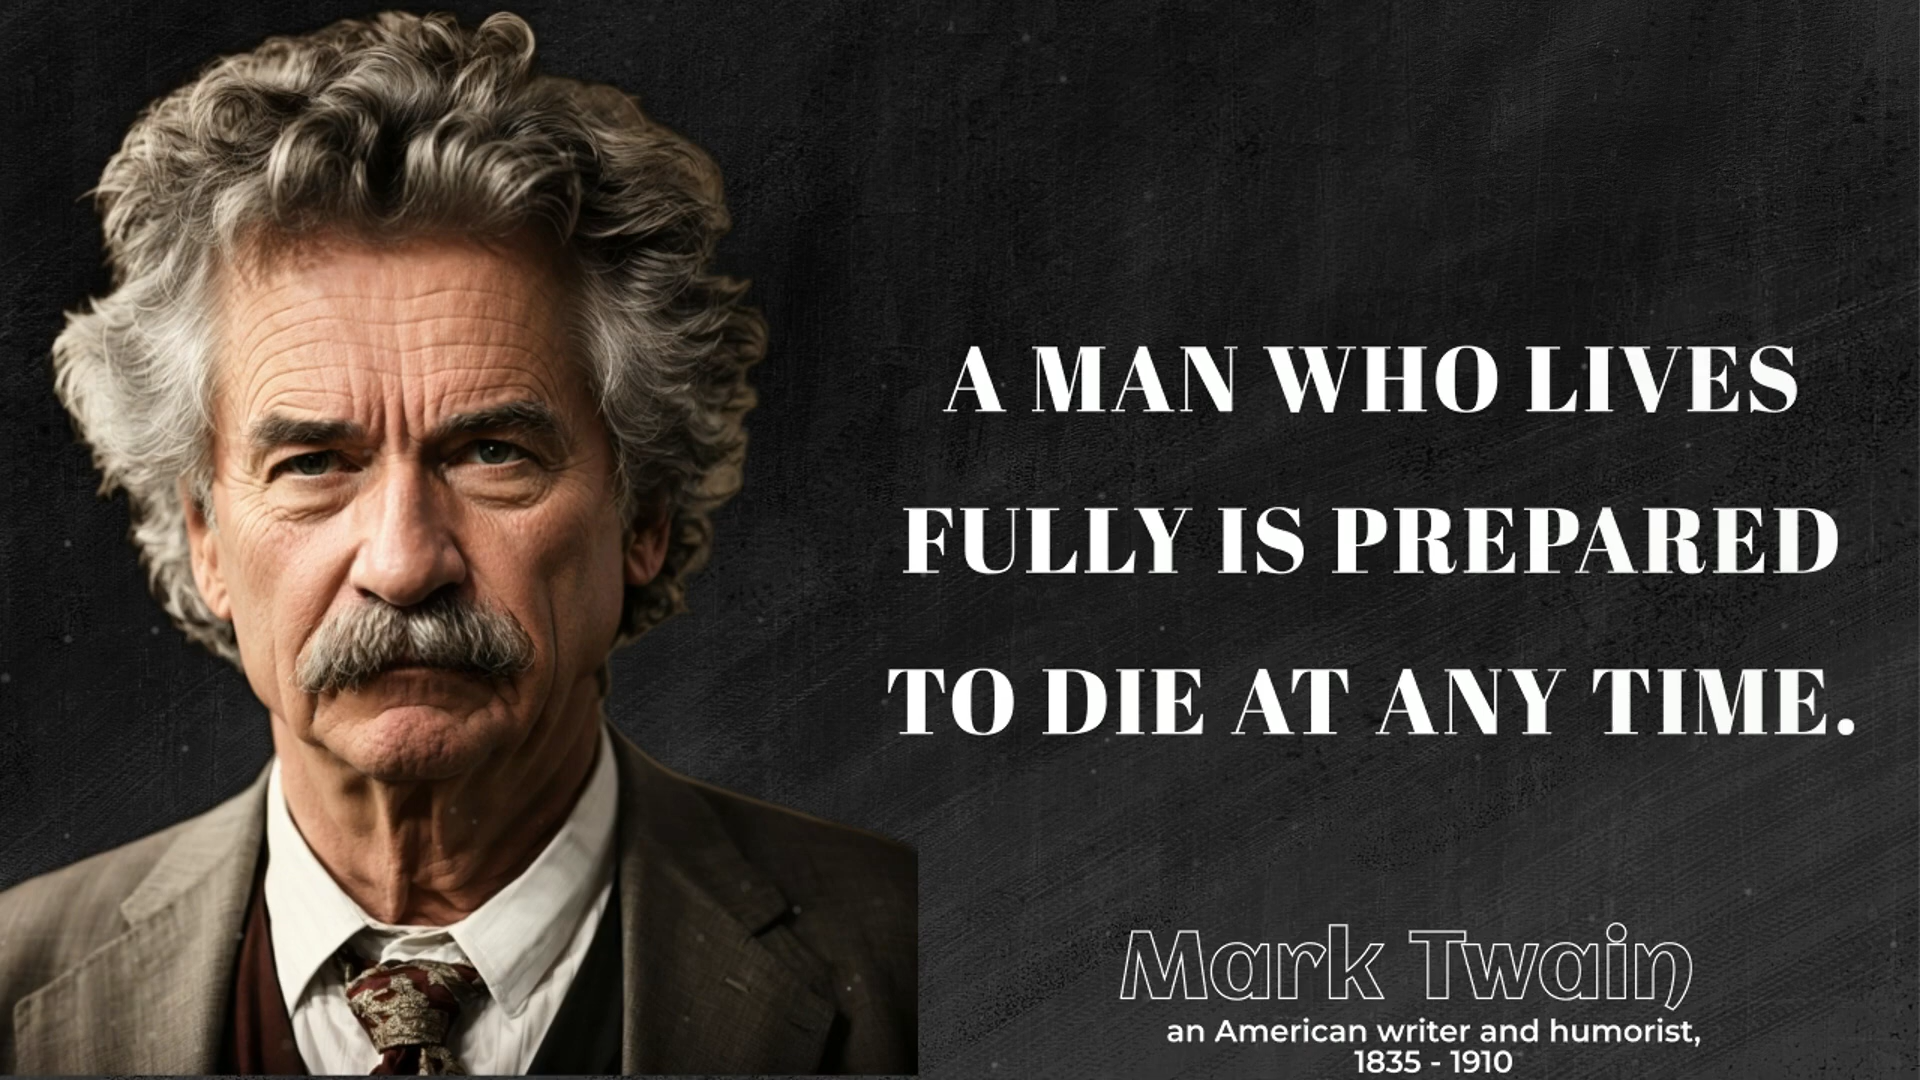 A MAN WHO LIVES
FULLY IS PREPARED
TO DIE AT ANY TIME.
Mark Twain
an American writer and humorist,
1835 - 1910